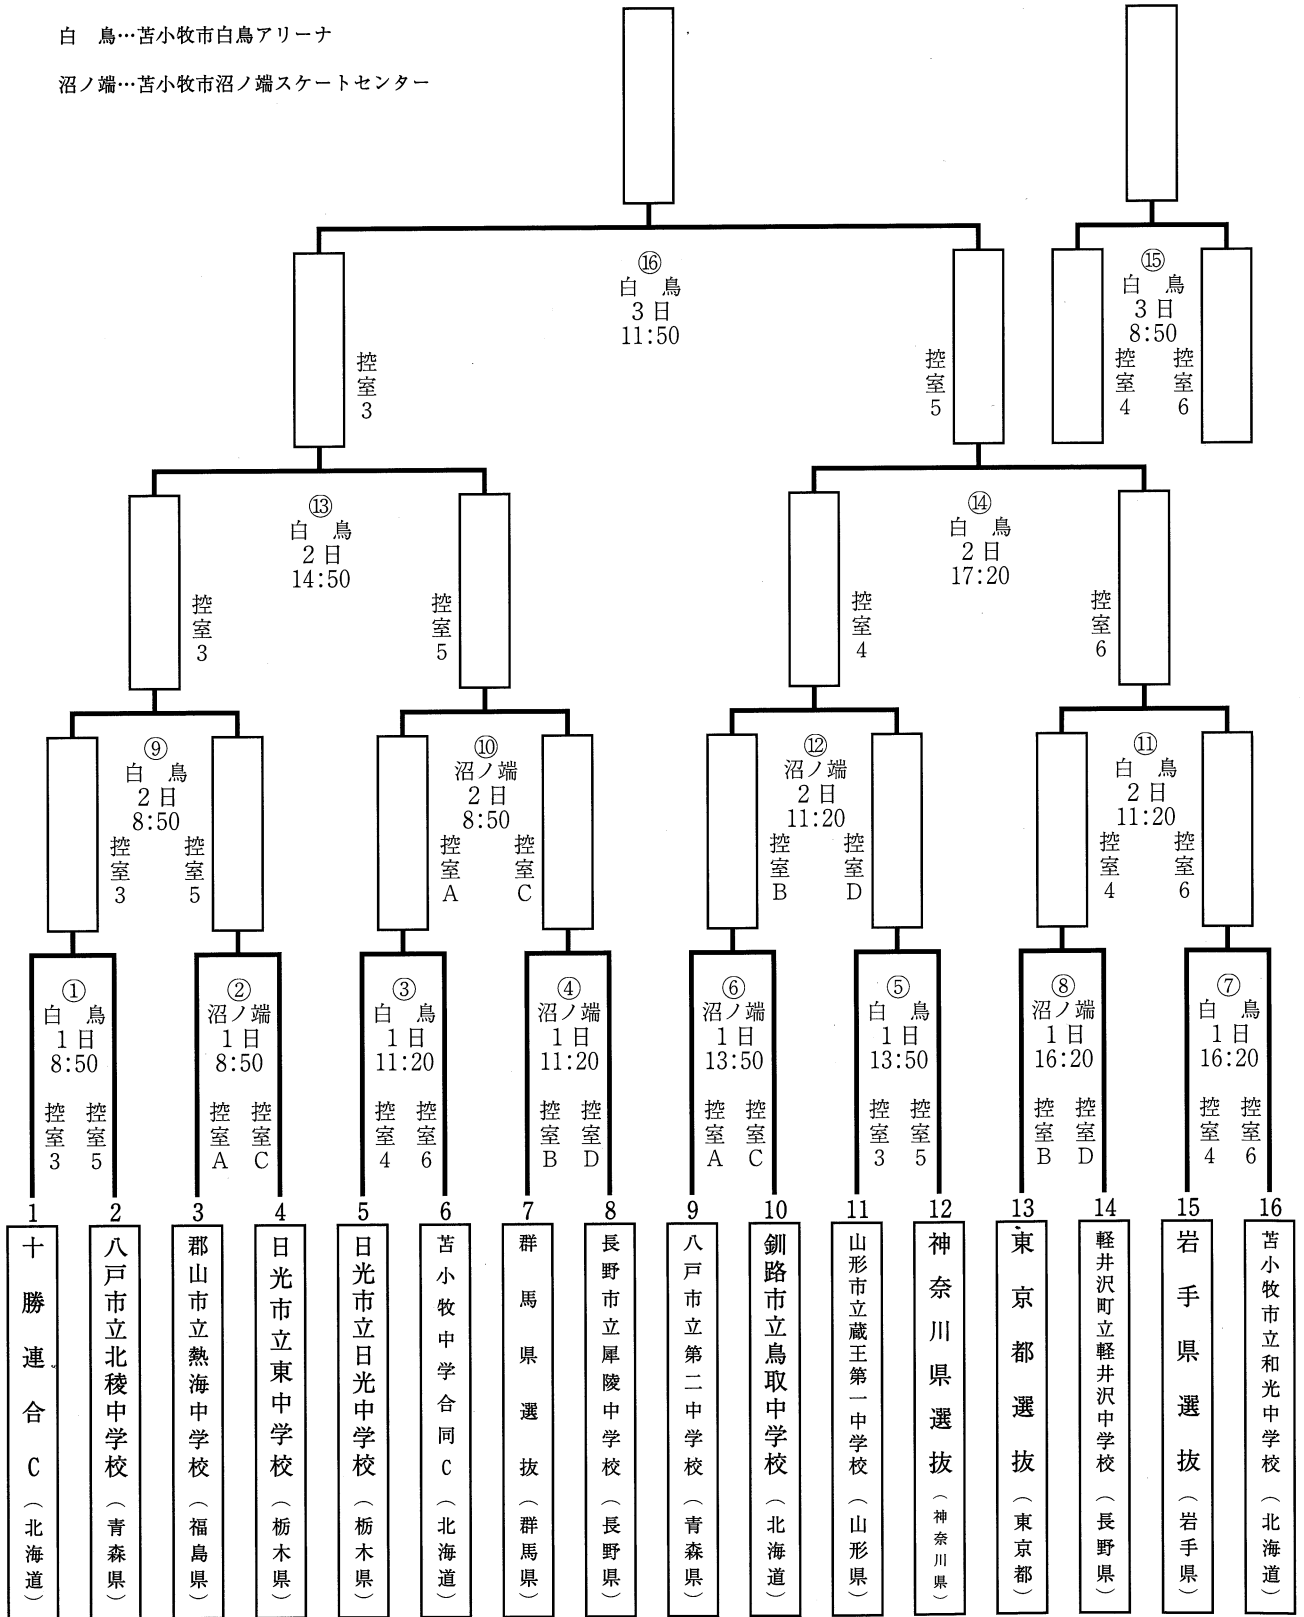 白　鳥…苫小牧市白鳥アリーナ
沼ノ端…苫小牧市沼ノ端スケートセンター
⑯
白　鳥
3日
11:50
控室3
控室5
⑮
白　鳥
3日
8:50
控室4
控室6
⑬
白　鳥
2日
14:50
控室3
控室5
⑭
白　鳥
2日
17:20
控室4
控室6
⑨
白　鳥
2日
8:50
控室3
控室5
⑩
沼ノ端
2日
8:50
控室A
控室C
⑫
沼ノ端
2日
11:20
控室B
控室D
⑪
白　鳥
2日
11:20
控室4
控室6
①
白　鳥
1日
8:50
控室3
控室5
②
沼ノ端
1日
8:50
控室A
控室C
③
白　鳥
1日
11:20
控室4
控室6
④
沼ノ端
1日
11:20
控室B
控室D
⑥
沼ノ端
1日
13:50
控室A
控室C
⑤
白　鳥
1日
13:50
控室3
控室5
⑧
沼ノ端
1日
16:20
控室B
控室D
⑦
白　鳥
1日
16:20
控室4
控室6
1
十勝連合C（北海道）
2
八戸市立北稜中学校（青森県）
3
郡山市立熱海中学校（福島県）
4
日光市立東中学校（栃木県）
5
日光市立日光中学校（栃木県）
6
苫小牧中学合同C（北海道）
7
群馬県選抜（群馬県）
8
長野市立犀陵中学校（長野県）
9
八戸市立第二中学校（青森県）
10
釧路市立鳥取中学校（北海道）
11
山形市立蔵王第一中学校（山形県）
12
神奈川県選抜（神奈川県）
13
東京都選抜（東京都）
14
軽井沢町立軽井沢中学校（長野県）
15
岩手県選抜（岩手県）
16
苫小牧市立和光中学校（北海道）